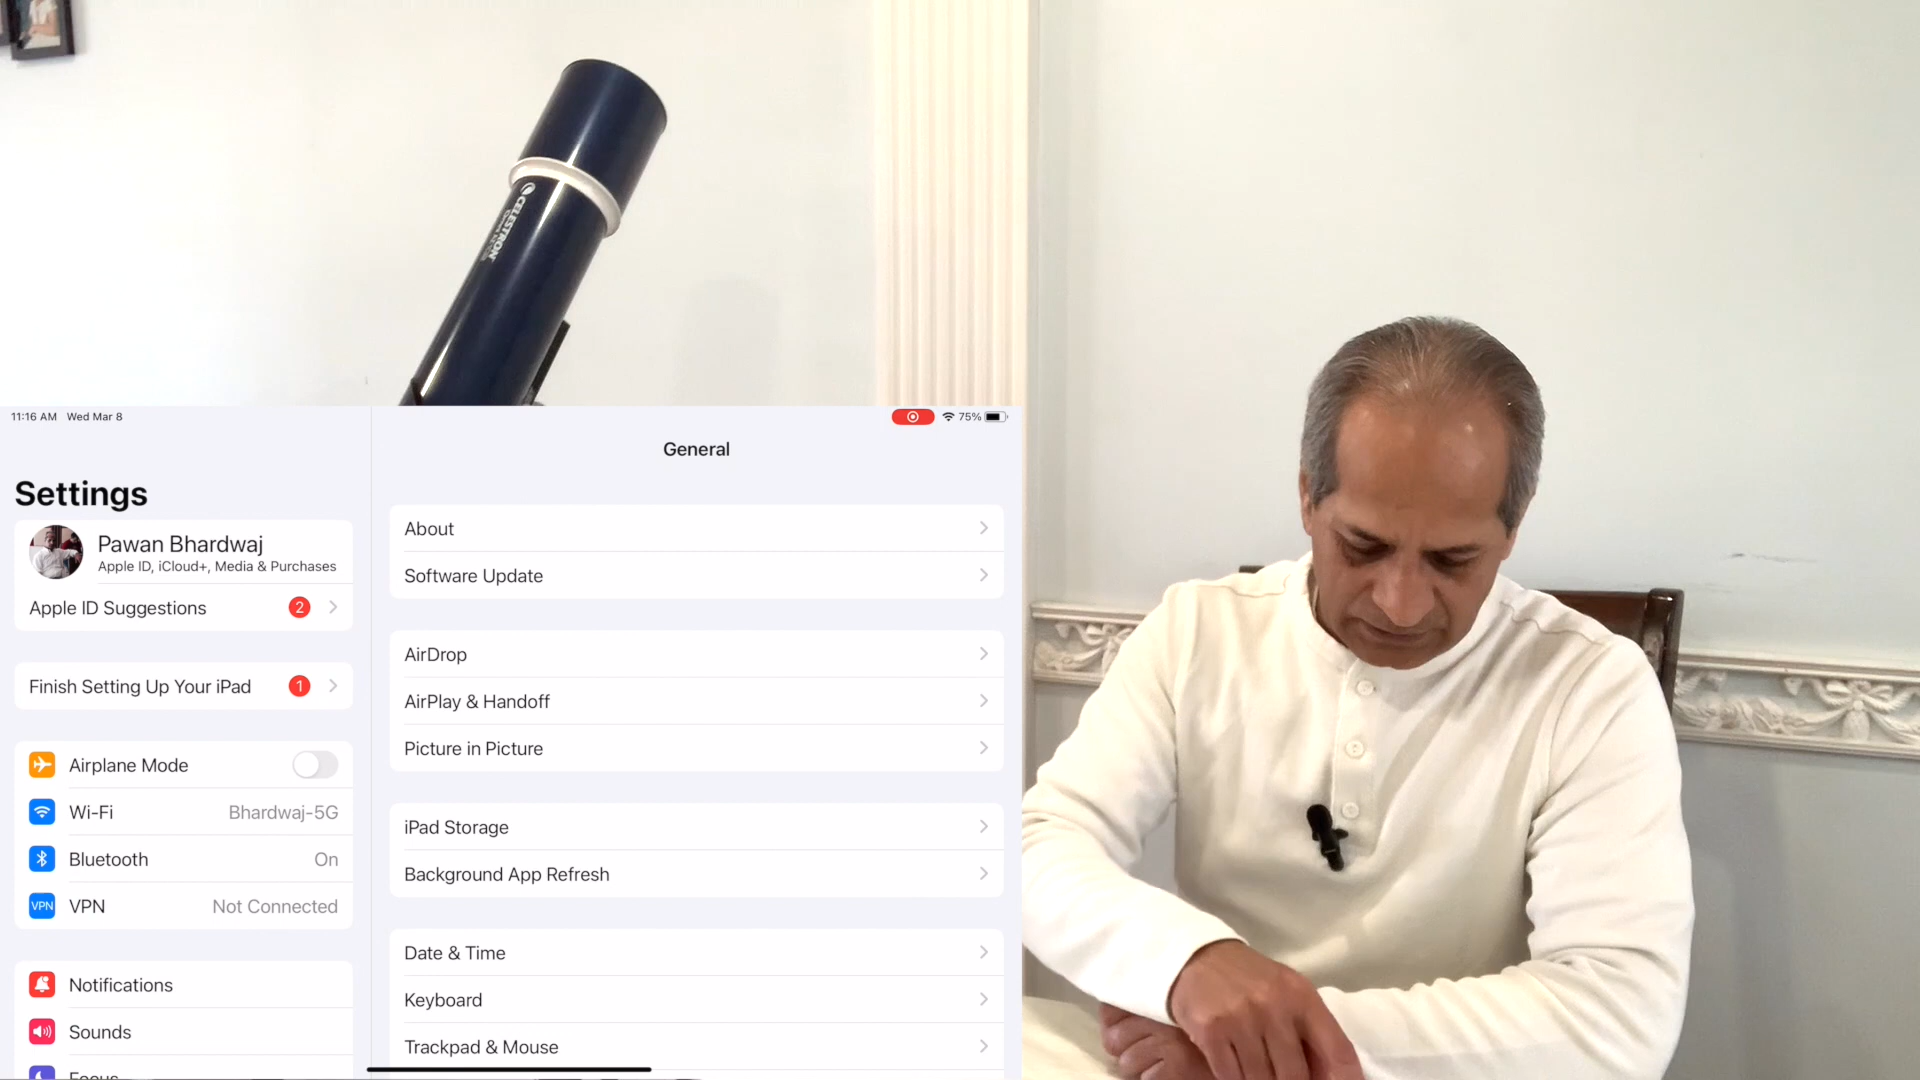 CELESTRON
11:16 AM Wed Mar 8
75%
General
Settings
Pawan Bhardwaj
Apple ID, iCloud+, Media & Purchases
Apple ID Suggestions 2
Finish Setting Up Your iPad 1
Airplane Mode
Wi-Fi Bhardwaj-5G
Bluetooth On
VPN VPN Not Connected
Notifications
Sounds
Focus
About
Software Update
AirDrop
AirPlay & Handoff
Picture in Picture
iPad Storage
Background App Refresh
Date & Time
Keyboard
Trackpad & Mouse